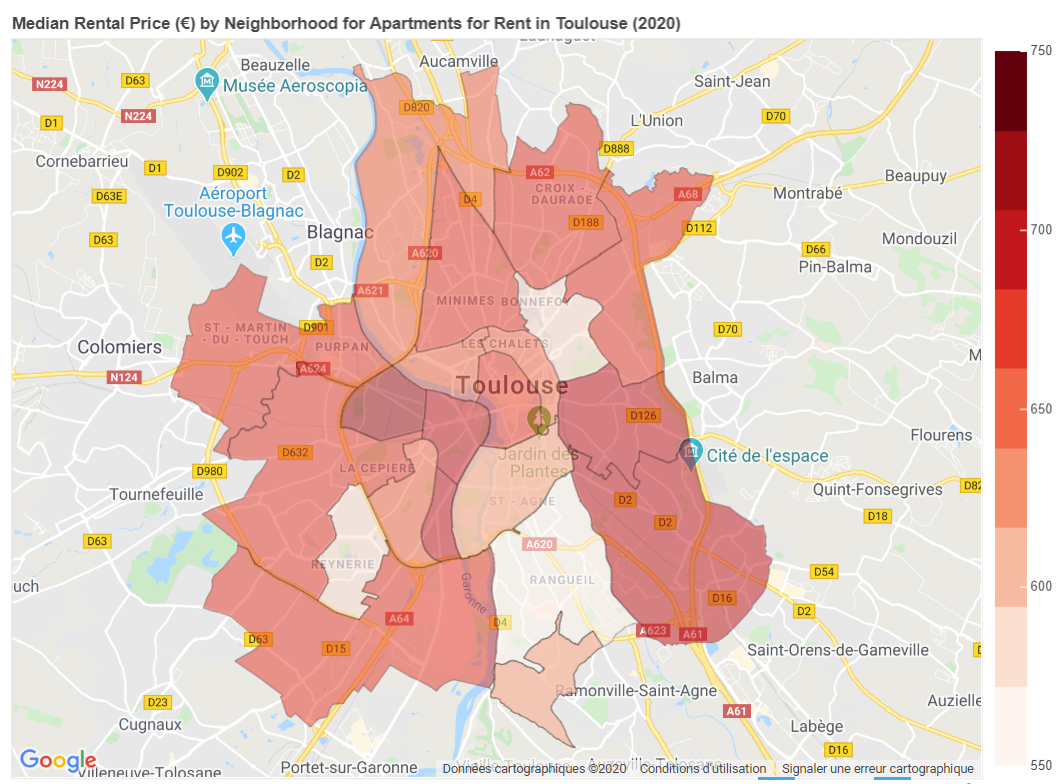 Median Rental Price (€) by Neighborhood for Apartments for Rent in Toulouse (2020)
Beauzelle
Aucamville
750
N224
D63
Musée Aeroscopia
Saint-Jean
D820
N224
D70
D1
L'Union
Cornebarrieu
D1
D902
D2
A62
D888
Beaupuy
D63E
Aéroport
Toulouse-Blagnac
D4
CROIX -
DAURADE
A68
Montrabé
D188
D112
700
D63
Blagnac
Mondouzil
D2
A620
D66
Pin-Balma
A621
MINIMES
ST - MARTIN
- DU - TOUCH
D901
D70
Colomiers
PURPAN
LES CHALETS
N124
A624
Toulouse
Balma
650
D126
Flourens
D632
Jardin des
Plantes
Cité de l'espace
D980
LA CEPIERE
Tournefeuille
Quint-Fonsegrives
ST - AGNE
D2
D18
D2
D63
A620
REYNERIE
D54
600
uch
RANGUEIL
Garonne
D16
D2
A64
D4
A623
A61
D63
D15
Saint-Orens-de-Gameville
Ramonville-Saint-Agne
D23
A61
Auzielle
Cugnaux
Labège
D16
Google
Villeneuve-Tolosane
Portet-sur-Garonne
Données cartographiques ©2020
Conditions d'utilisation
Signaler une erreur cartographique
550